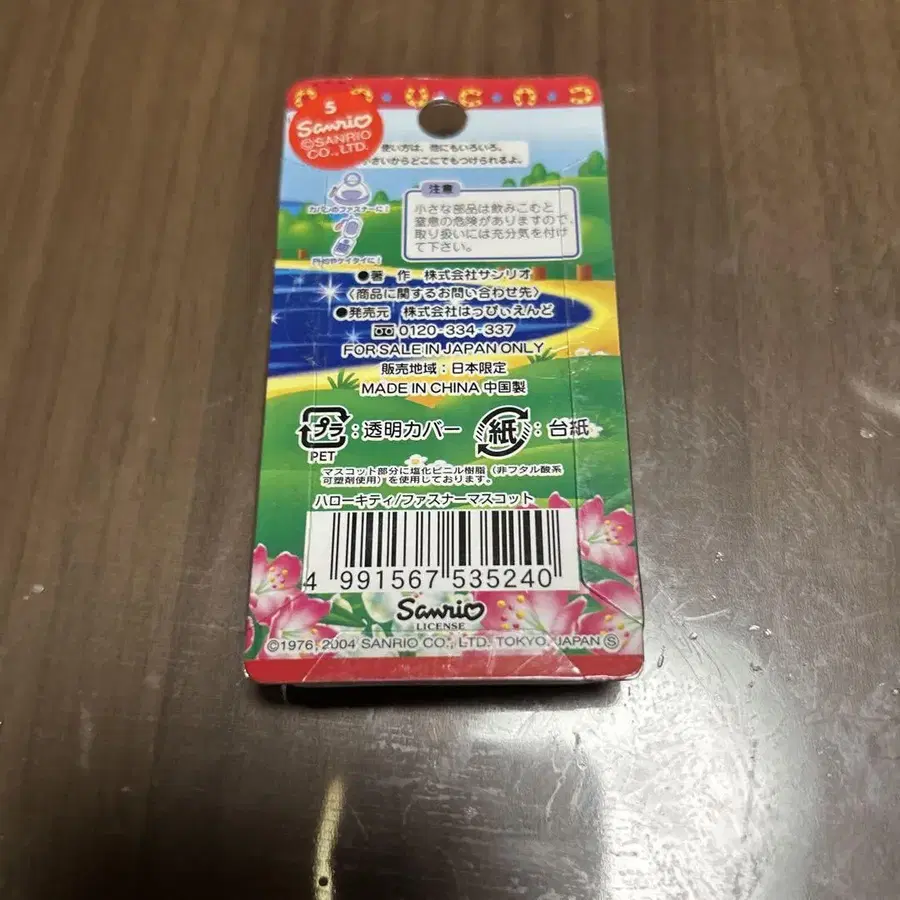 5
Sanrio
©SANRIO
CO., LTD.
使い方は、他にもいろいろ。
小さいからどこにでもつけられるよ。
カバンのファスナーに!
注意
小さな部品は飲みこむと
窒息の危険がありますので、
取り扱いには充分気を付け
て下さい。
●著 作 株式会社サンリオ
〈商品に関するお問い合わせ先〉
●発売元 株式会社はっぴぃえんど
0120-334-337
FOR SALE IN JAPAN ONLY
販売地域:日本限定
MADE IN CHINA 中国製
プラ:透明カバー 紙:台紙
PET
マスコット部分に塩化ビニル樹脂(非フタル酸系
可塑剤使用)を使用しております。
ハローキティ/ファスナーマスコット
4 991567 535240
Sanrio
LICENSE
©1976, 2004 SANRIO CO., LTD. TOKYO, JAPAN Ⓢ